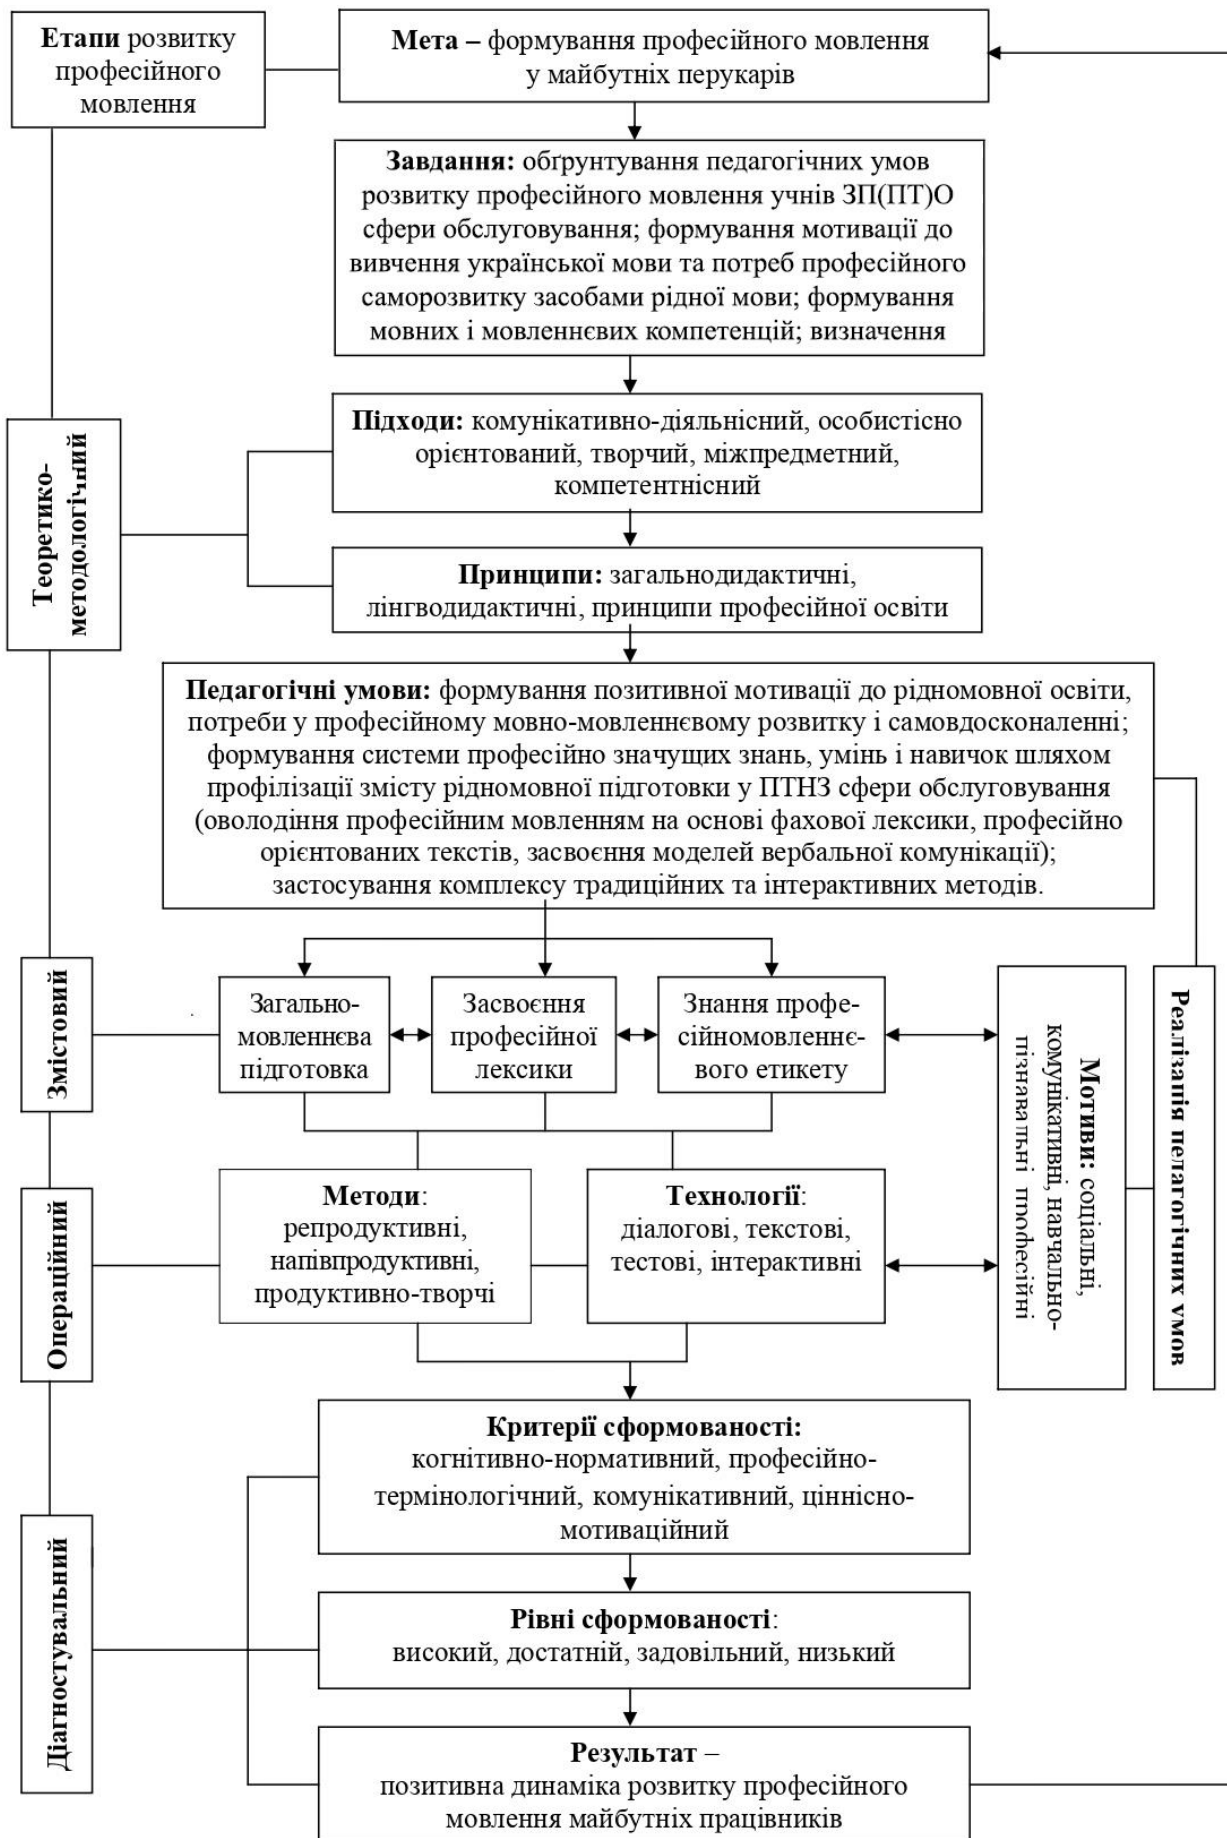 Етапи розвитку
професійного
мовлення
Мета – формування професійного мовлення
у майбутніх перукарів
Завдання: обґрунтування педагогічних умов
розвитку професійного мовлення учнів ЗП(ПТ)О
сфери обслуговування; формування мотивації до
вивчення української мови та потреб професійного
саморозвитку засобами рідної мови; формування
мовних і мовленнєвих компетенцій; визначення
Теоретико-
методологічний
Підходи: комунікативно-діяльнісний, особистісно
орієнтований, творчий, міжпредметний,
компетентнісний
Принципи: загальнодидактичні,
лінгводидактичні, принципи професійної освіти
Педагогічні умови: формування позитивної мотивації до рідномовної освіти,
потреби у професійному мовно-мовленнєвому розвитку і самовдосконаленні;
формування системи професійно значущих знань, умінь і навичок шляхом
профілізації змісту рідномовної підготовки у ПТНЗ сфери обслуговування
(оволодіння професійним мовленням на основі фахової лексики, професійно
орієнтованих текстів, засвоєння моделей вербальної комунікації);
застосування комплексу традиційних та інтерактивних методів.
Змістовий
Загально-
мовленнєва
підготовка
Засвоєння
професійної
лексики
Знання профе-
сійномовленнє-
вого етикету
Мотиви: соціальні,
комунікативні, навчально-
пізнавальні професійні
Реалізація педагогічних умов
Операційний
Методи:
репродуктивні,
напівпродуктивні,
продуктивно-творчі
Технології:
діалогові, текстові,
тестові, інтерактивні
Діагностувальний
Критерії сформованості:
когнітивно-нормативний, професійно-
термінологічний, комунікативний, ціннісно-
мотиваційний
Рівні сформованості:
високий, достатній, задовільний, низький
Результат –
позитивна динаміка розвитку професійного
мовлення майбутніх працівників